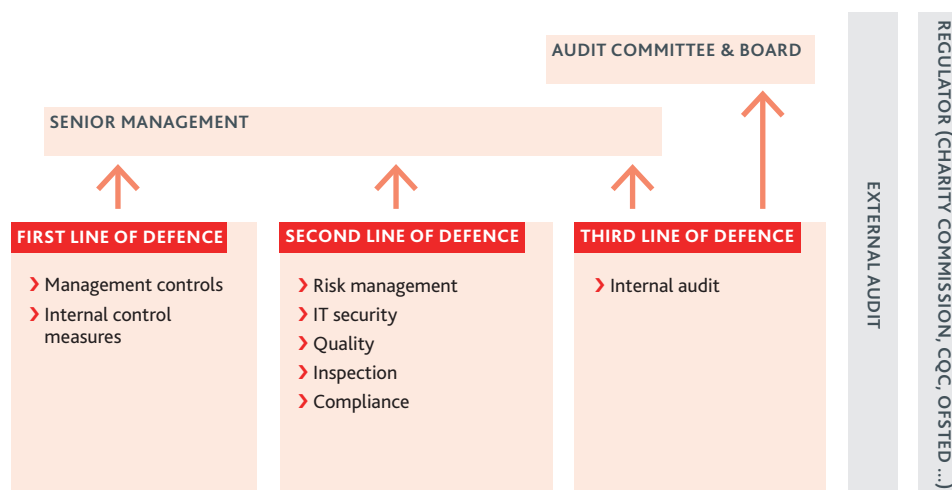 AUDIT COMMITTEE & BOARD
SENIOR MANAGEMENT
FIRST LINE OF DEFENCE
Management controls
Internal control
measures
SECOND LINE OF DEFENCE
Risk management
IT security
Quality
Inspection
Compliance
THIRD LINE OF DEFENCE
Internal audit
EXTERNAL AUDIT
REGULATOR (CHARITY COMMISSION, CQC, OFSTED ...)